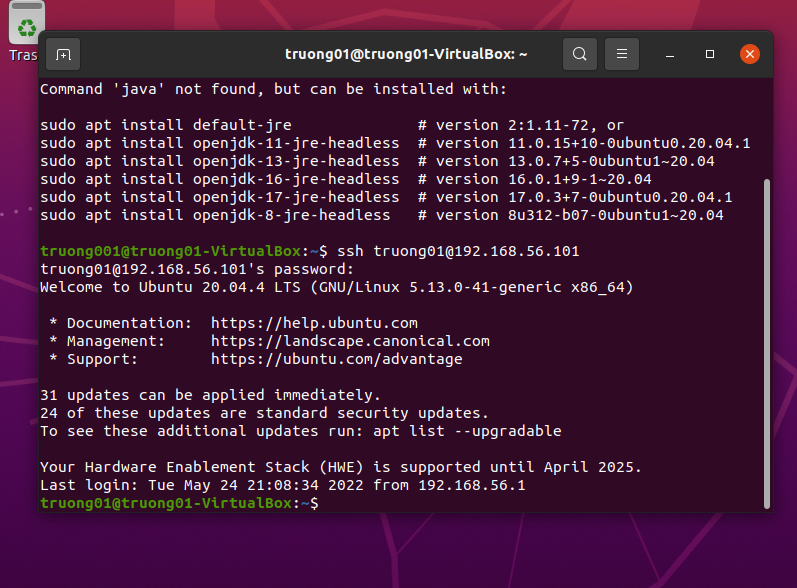 Tras
truong01@truong01-VirtualBox: ~
Command 'java' not found, but can be installed with:
sudo apt install default-jre              # version 2:1.11-72, or
sudo apt install openjdk-11-jre-headless  # version 11.0.15+10-0ubuntu0.20.04.1
sudo apt install openjdk-13-jre-headless  # version 13.0.7+5-0ubuntu1~20.04
sudo apt install openjdk-16-jre-headless  # version 16.0.1+9-1~20.04
sudo apt install openjdk-17-jre-headless  # version 17.0.3+7-0ubuntu0.20.04.1
sudo apt install openjdk-8-jre-headless   # version 8u312-b07-0ubuntu1~20.04
truong001@truong01-VirtualBox:~$ ssh truong01@192.168.56.101
truong01@192.168.56.101's password:
Welcome to Ubuntu 20.04.4 LTS (GNU/Linux 5.13.0-41-generic x86_64)
* Documentation:  https://help.ubuntu.com
* Management:     https://landscape.canonical.com
* Support:        https://ubuntu.com/advantage
31 updates can be applied immediately.
24 of these updates are standard security updates.
To see these additional updates run: apt list --upgradable
Your Hardware Enablement Stack (HWE) is supported until April 2025.
Last login: Tue May 24 21:08:34 2022 from 192.168.56.1
truong01@truong01-VirtualBox:~$